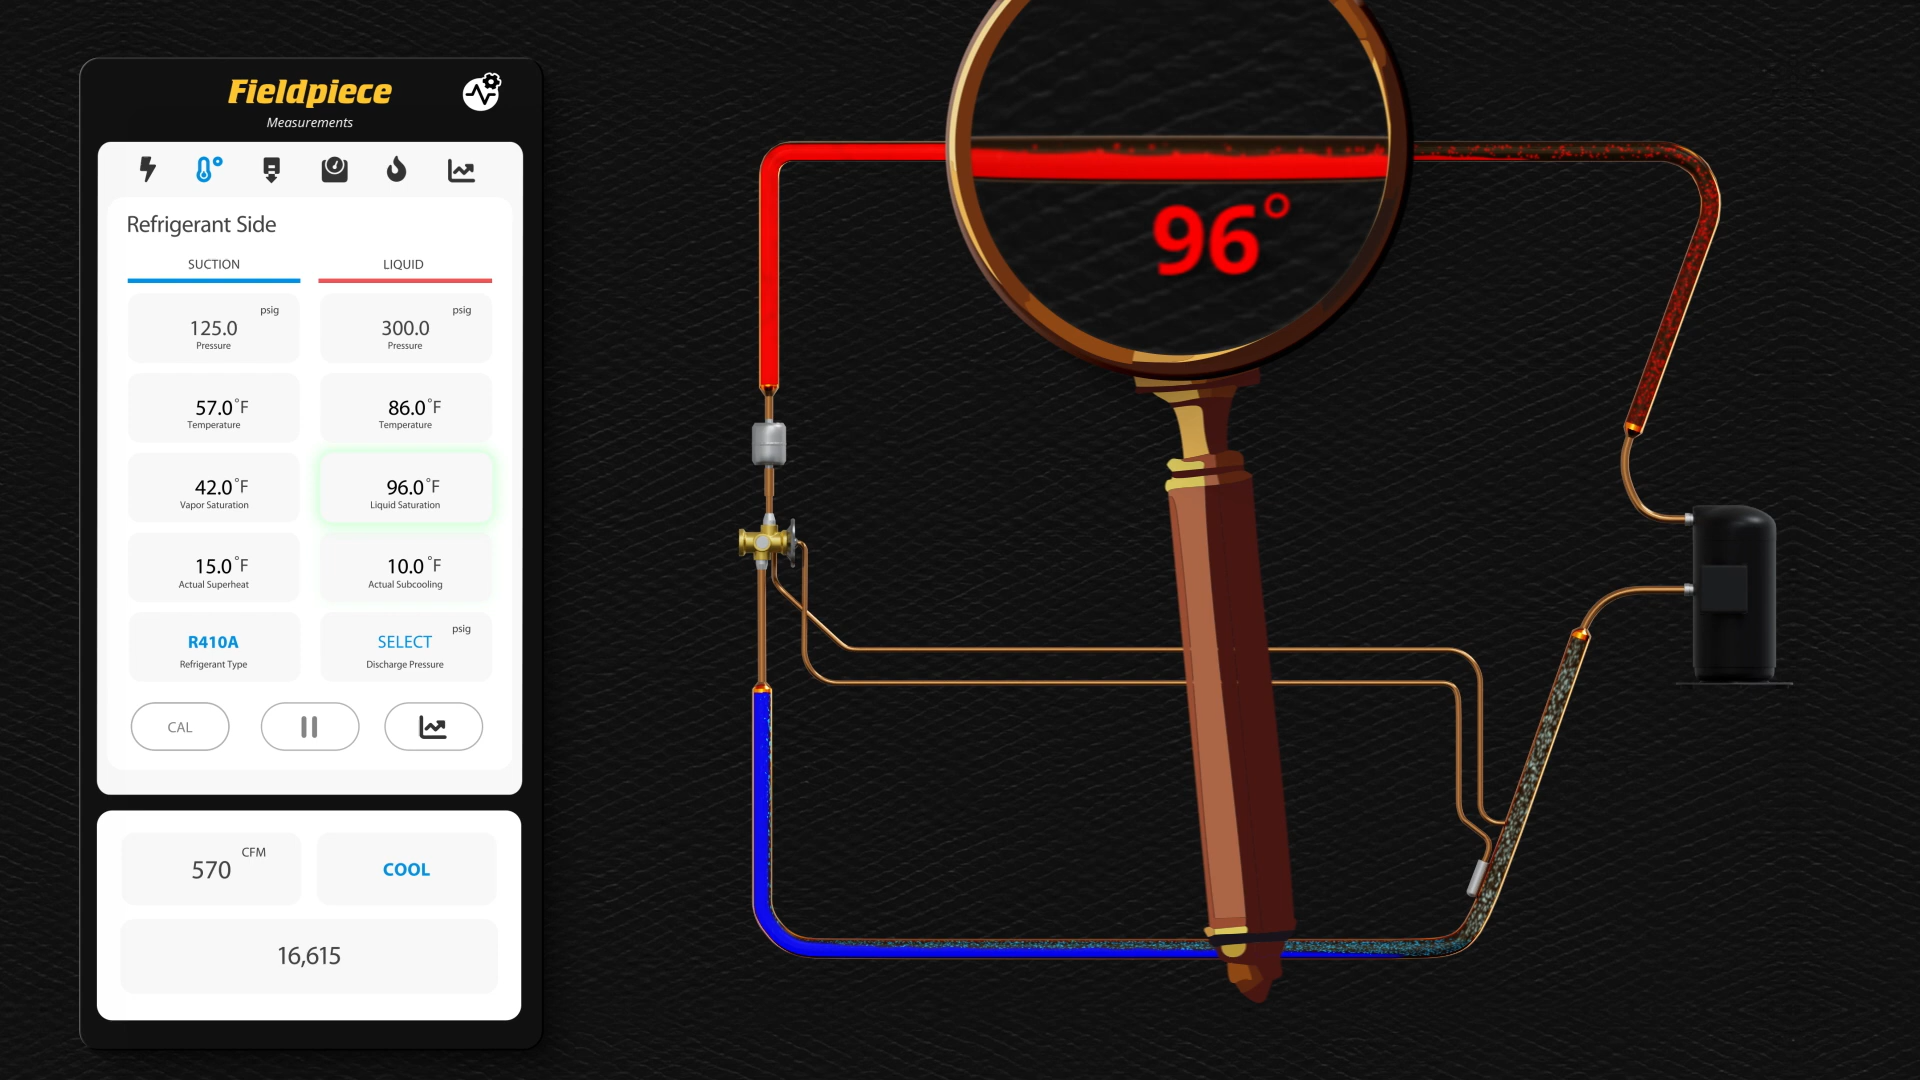 Fieldpiece
Measurements
Refrigerant Side
SUCTION
LIQUID
psig
125.0
Pressure
psig
300.0
Pressure
57.0°F
Temperature
86.0°F
Temperature
42.0°F
Vapor Saturation
96.0°F
Liquid Saturation
15.0°F
Actual Superheat
10.0°F
Actual Subcooling
R410A
Refrigerant Type
psig
SELECT
Discharge Pressure
CAL
CFM
570
COOL
16,615
96°